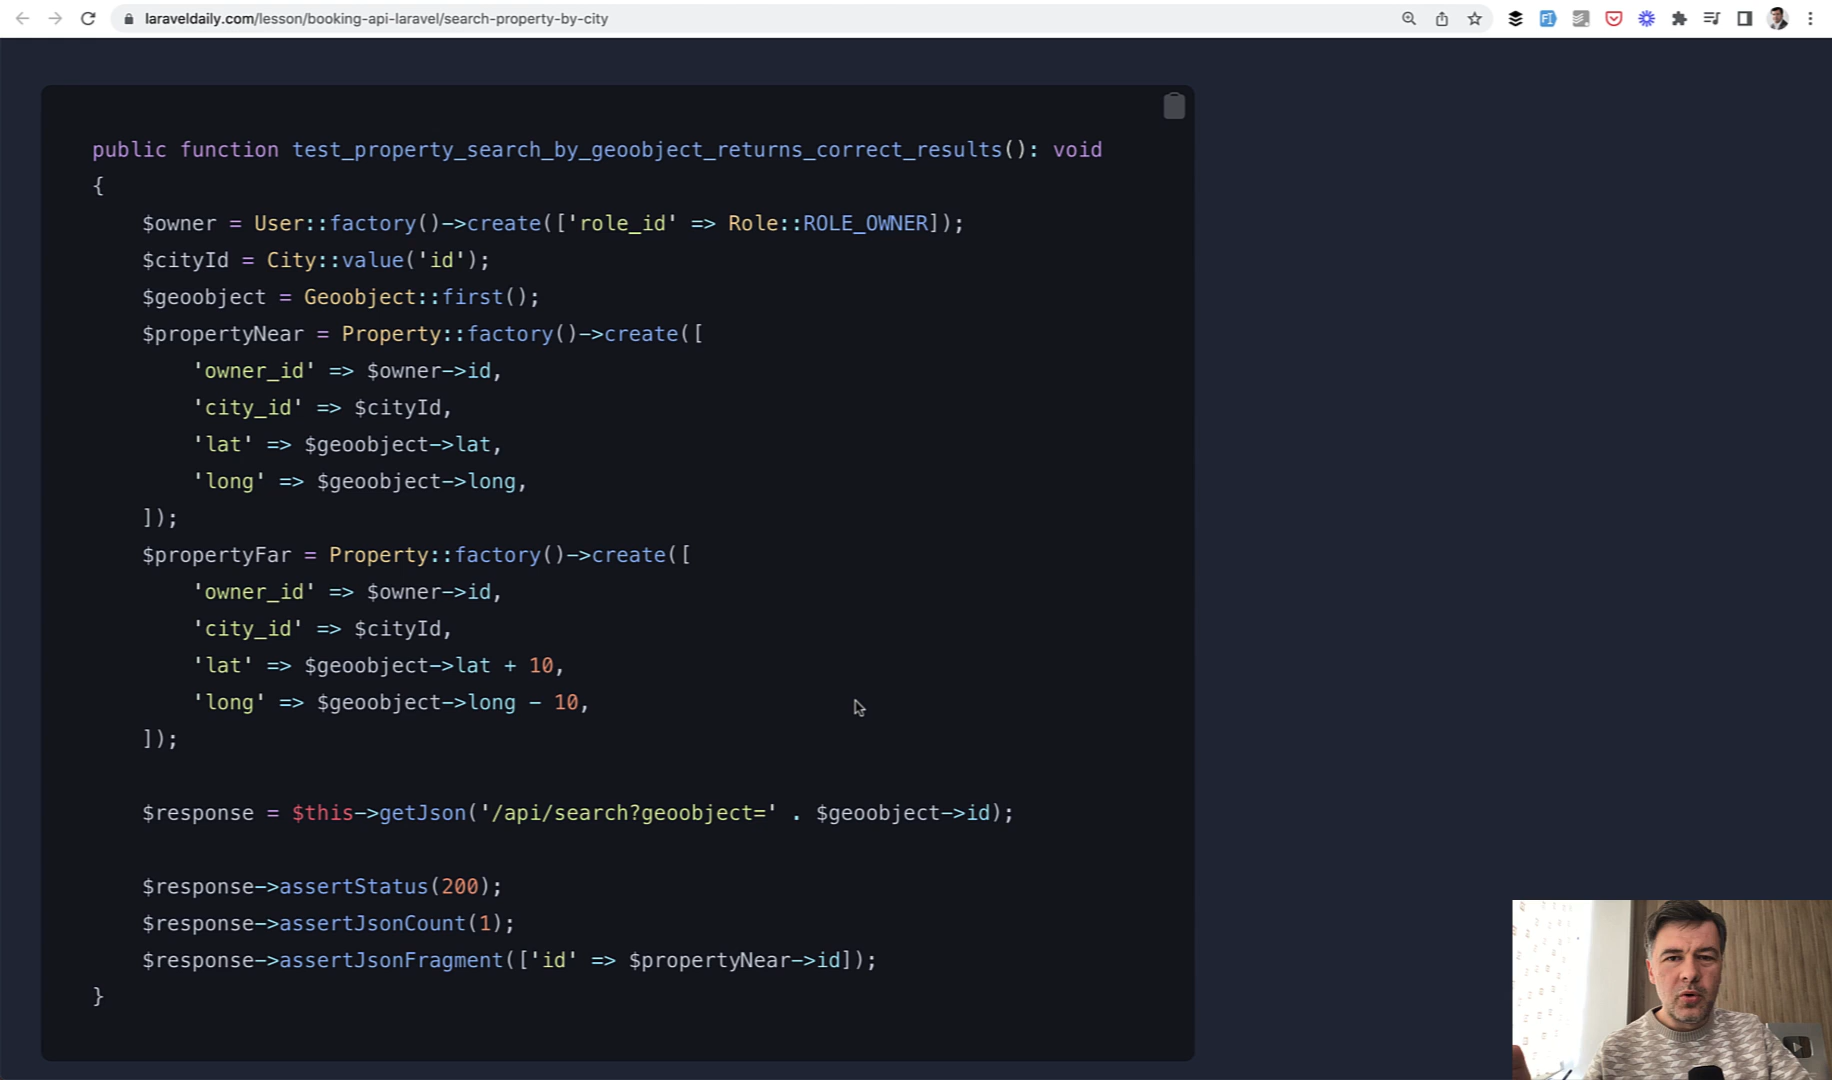 laraveldaily.com/lesson/booking-api-laravel/search-property-by-city
public function test_property_search_by_geoobject_returns_correct_results(): void
{
    $owner = User::factory()->create(['role_id' => Role::ROLE_OWNER]);
    $cityId = City::value('id');
    $geoobject = Geoobject::first();
    $propertyNear = Property::factory()->create([
        'owner_id' => $owner->id,
        'city_id' => $cityId,
        'lat' => $geoobject->lat,
        'long' => $geoobject->long,
    ]);
    $propertyFar = Property::factory()->create([
        'owner_id' => $owner->id,
        'city_id' => $cityId,
        'lat' => $geoobject->lat + 10,
        'long' => $geoobject->long - 10,
    ]);
    $response = $this->getJson('/api/search?geoobject=' . $geoobject->id);
    $response->assertStatus(200);
    $response->assertJsonCount(1);
    $response->assertJsonFragment(['id' => $propertyNear->id]);
}